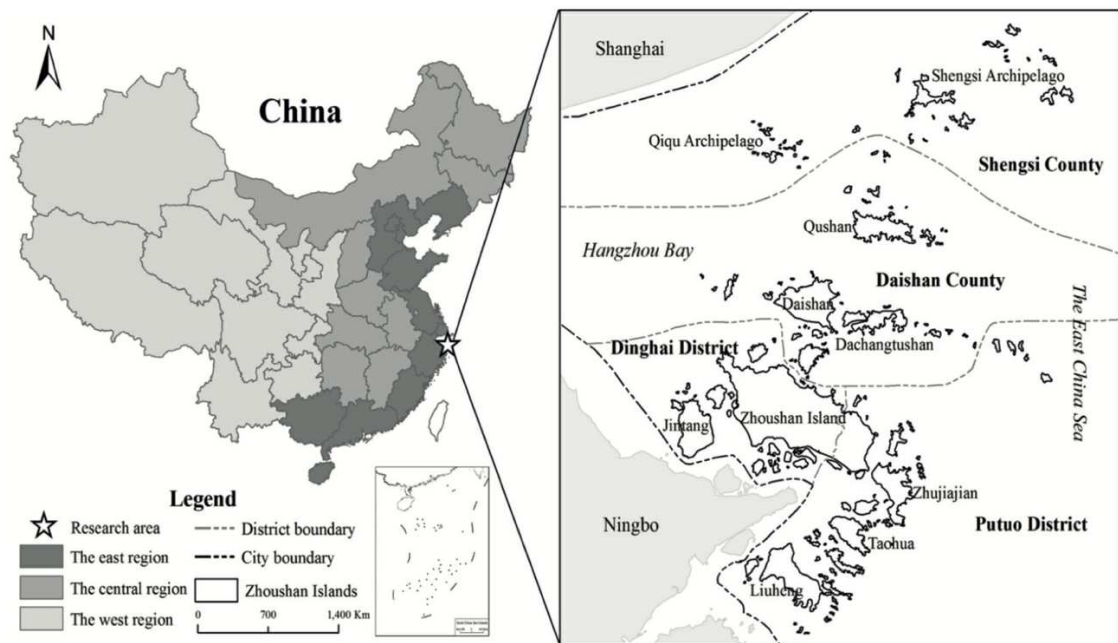 N
China
Legend
Research area
The east region
The central region
The west region
District boundary
City boundary
Zhoushan Islands
0 700 1,400 Km
Shanghai
Shengsi Archipelago
Qiqu Archipelago
Shengsi County
Qushan
Hangzhou Bay
Daishan County
Daishan
The East China Sea
Dinghai District
Dachangtushan
Jintang
Zhoushan Island
Zhujiajian
Ningbo
Putuo District
Taohua
Liuheng